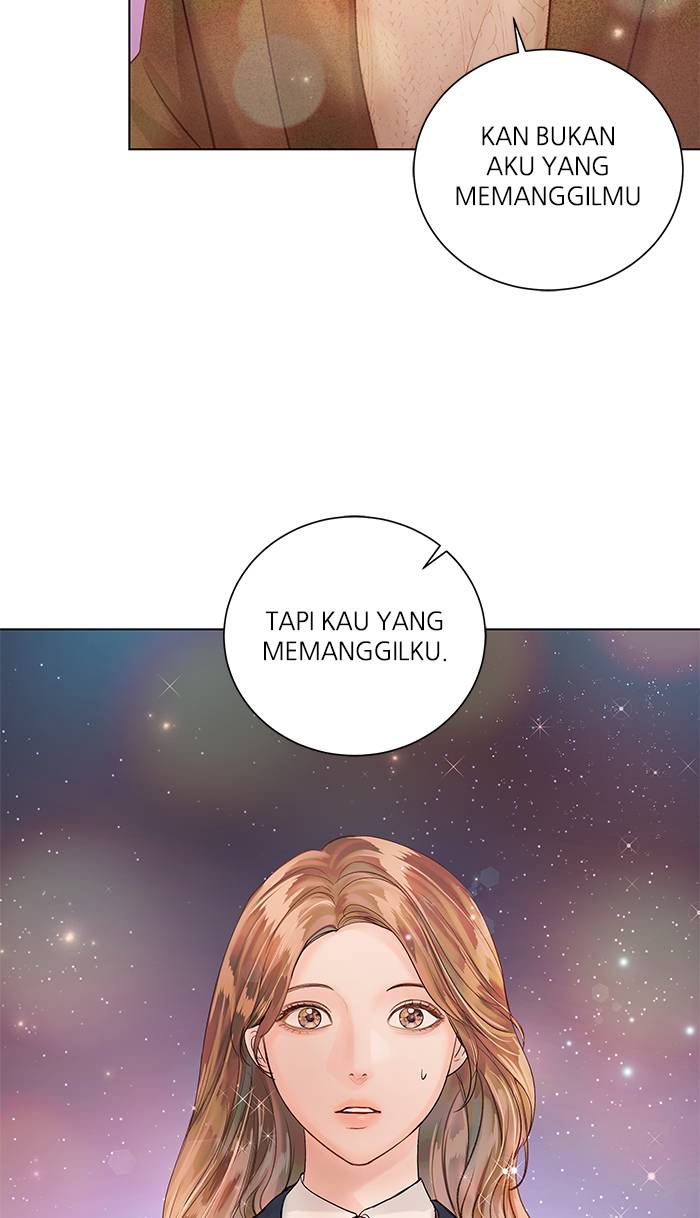 KAN BUKAN
AKU YANG
MEMANGGILMU
TAPI KAU YANG
MEMANGGILKU.